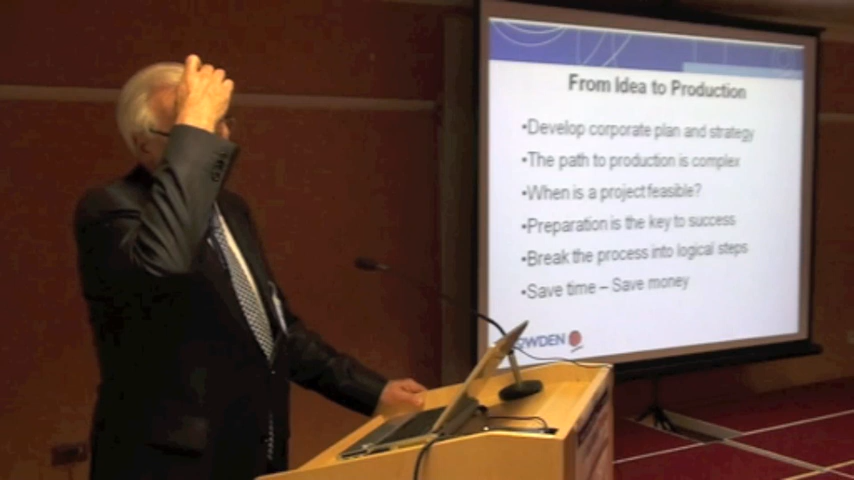 From Idea to Production
•Develop corporate plan and strategy
•The path to production is complex
•When is a project feasible?
•Preparation is the key to success
•Break the process into logical steps
•Save time – Save money
OWDEN